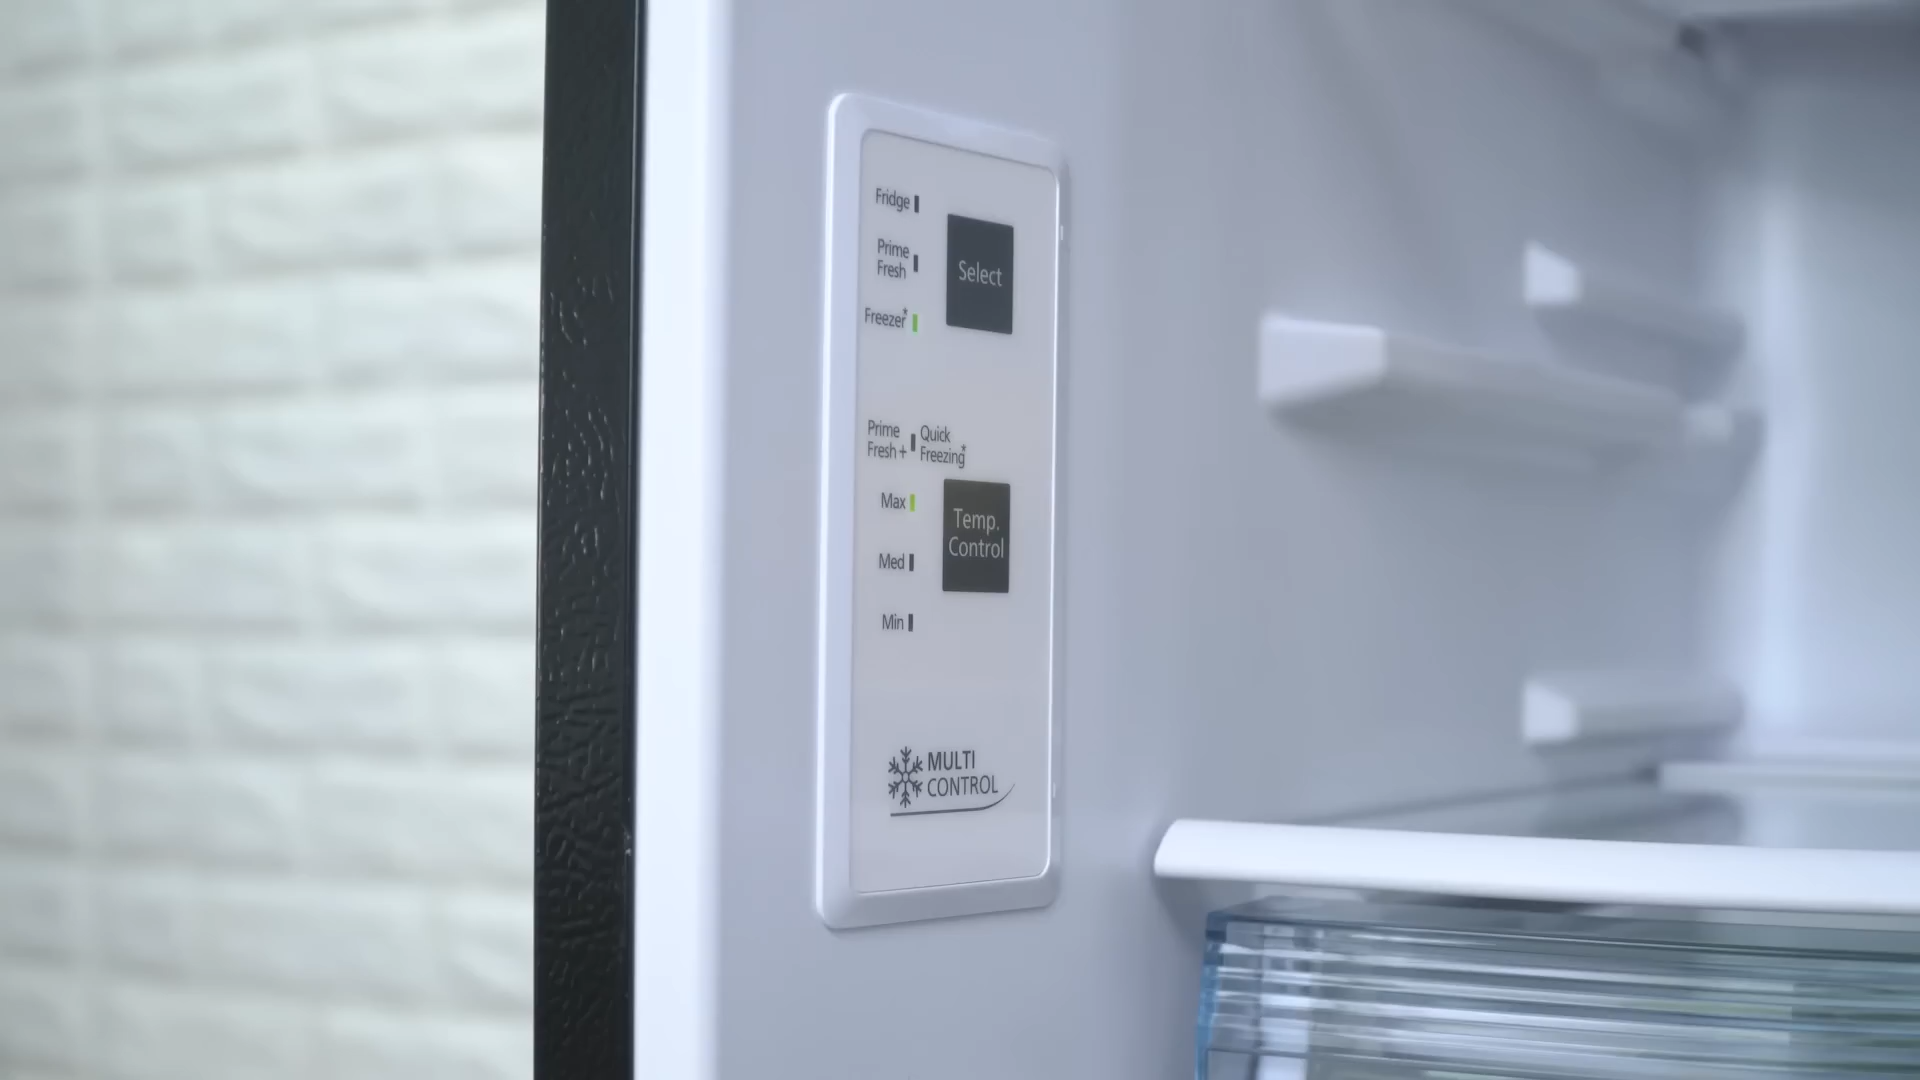 Fridge
Prime
Fresh
Freezer*
Select
Prime
Fresh+
Quick
Freezing*
Max
Med
Min
Temp.
Control
MULTI
CONTROL